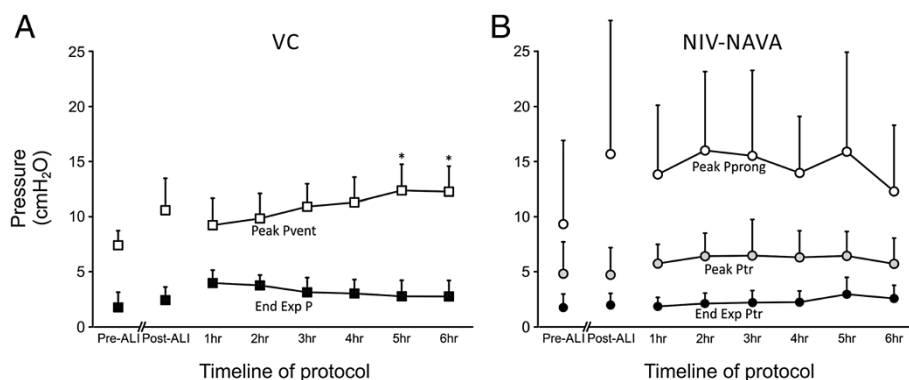 A
VC
25
20
15
10
5
0
Pressure
(cmH₂O)
* *
Peak Pvent
End Exp P
Pre-ALI Post-ALI 1hr 2hr 3hr 4hr 5hr 6hr
Timeline of protocol
B
NIV-NAVA
25
20
15
10
5
0
Peak Pprong
Peak Ptr
End Exp Ptr
Pre-ALI Post-ALI 1hr 2hr 3hr 4hr 5hr 6hr
Timeline of protocol